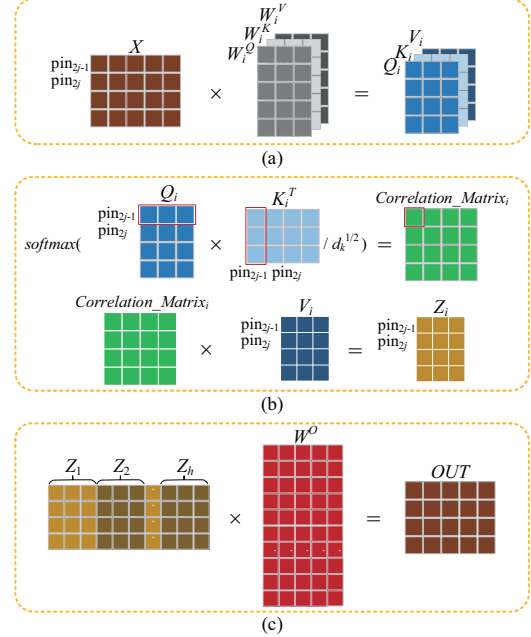 X
W_i^V
W_i^K
W_i^Q
pin_{2j-1}
pin_{2j}
×
=
V_i
K_i
Q_i
(a)
Q_i
K_i^T
Correlation_Matrix_i
pin_{2j-1}
pin_{2j}
softmax(
×
/ d_k^{1/2} )
=
pin_{2j-1} pin_{2j}
Correlation_Matrix_i
V_i
Z_i
pin_{2j-1}
pin_{2j}
pin_{2j-1}
pin_{2j}
×
=
(b)
Z_1
Z_2
Z_h
W^O
OUT
×
=
(c)